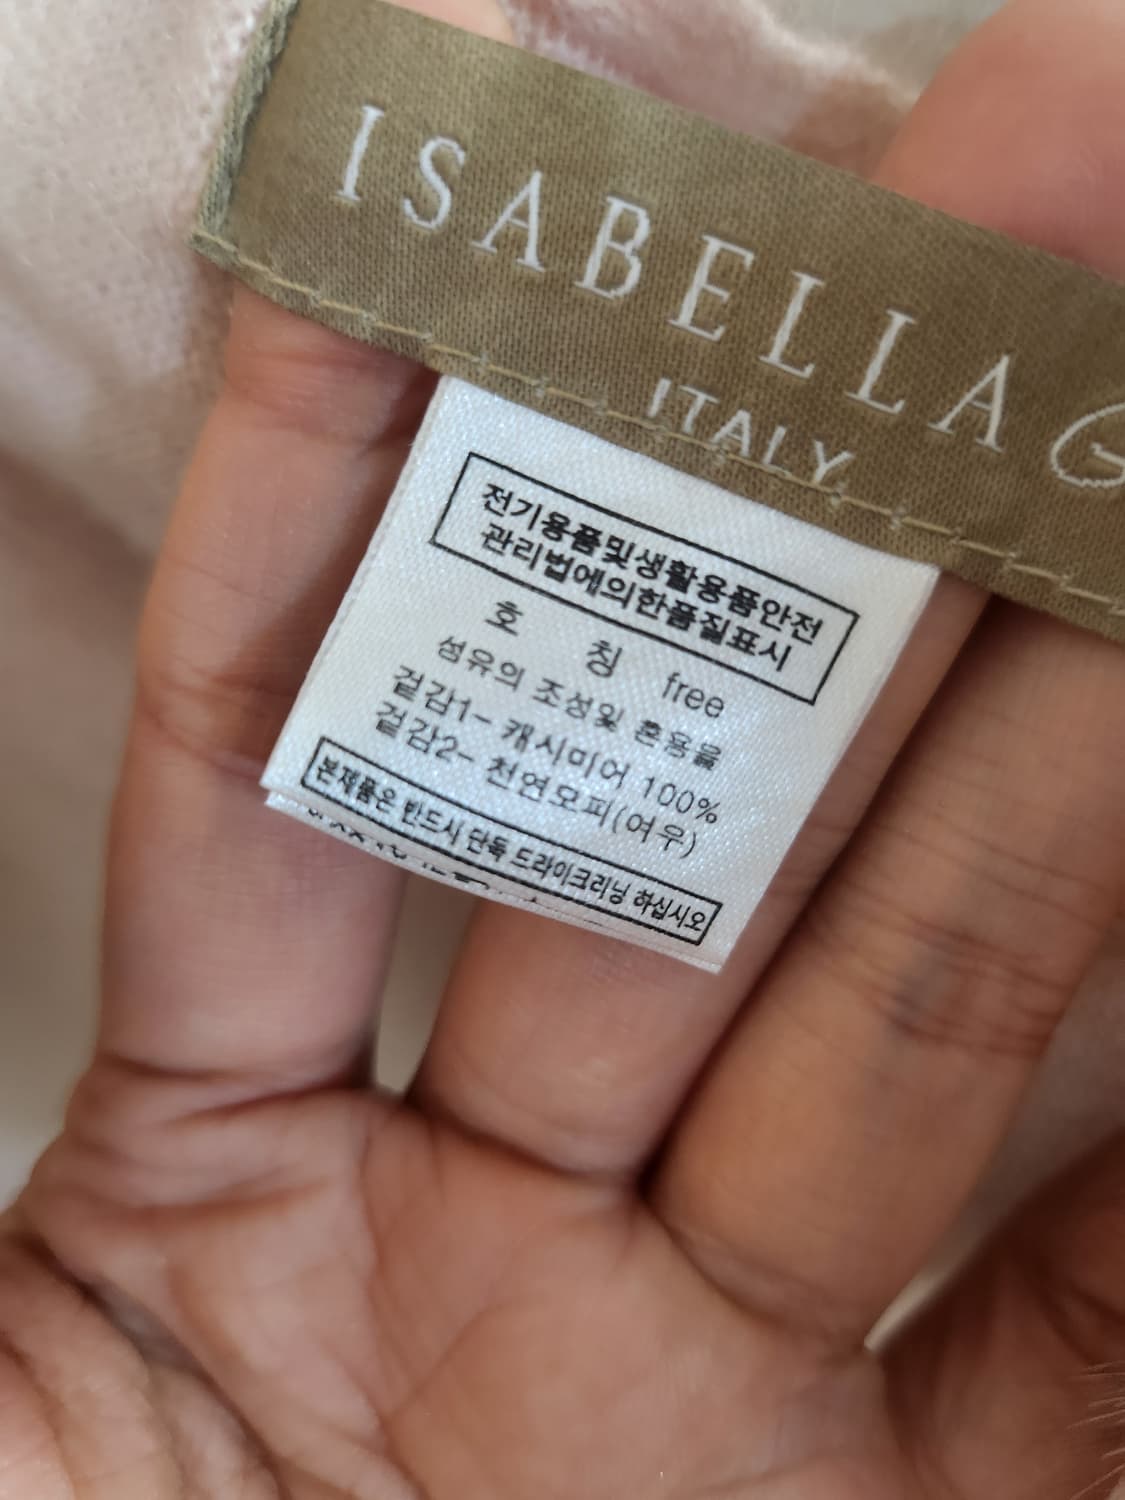 ISABELLA G
ITALY
전기용품및생활용품안전
관리법에의한품질표시
호 칭 free
섬유의 조성및 혼용율
겉감1- 캐시미어 100%
겉감2- 천연모피(여우)
본제품은 반드시 단독 드라이크리닝 하십시오